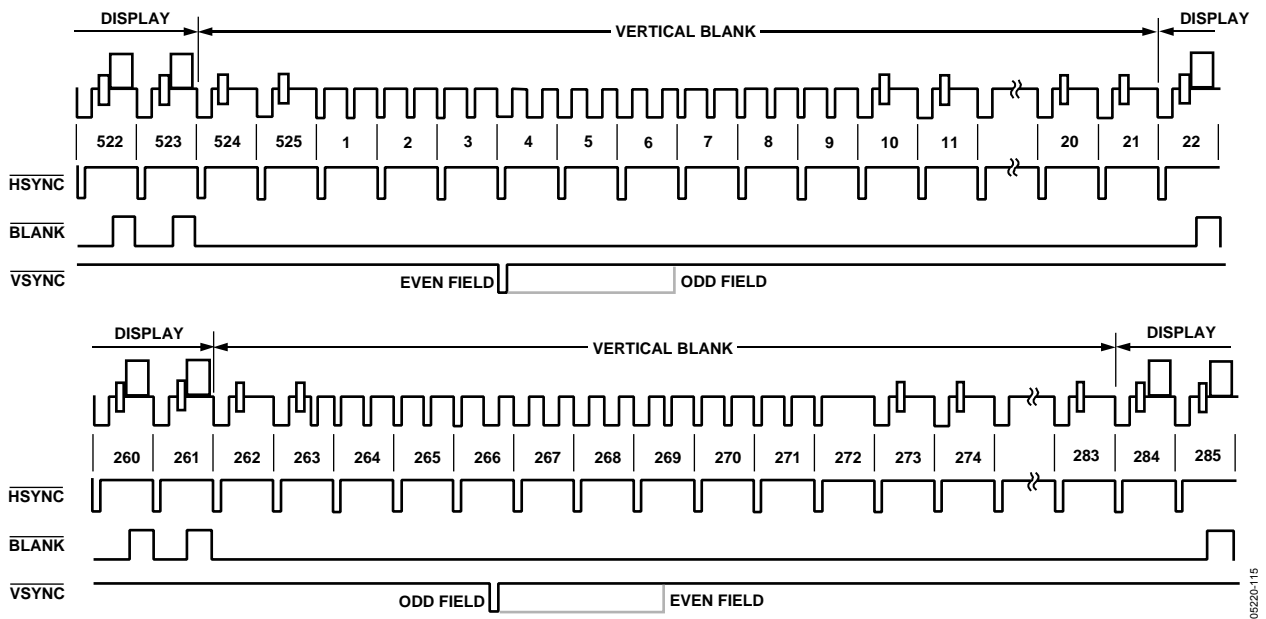 DISPLAY VERTICAL BLANK DISPLAY
522 523 524 525 1 2 3 4 5 6 7 8 9 10 11 20 21 22
HSYNC
BLANK
VSYNC
EVEN FIELD ODD FIELD
DISPLAY VERTICAL BLANK DISPLAY
260 261 262 263 264 265 266 267 268 269 270 271 272 273 274 283 284 285
HSYNC
BLANK
VSYNC
ODD FIELD EVEN FIELD
05220-115